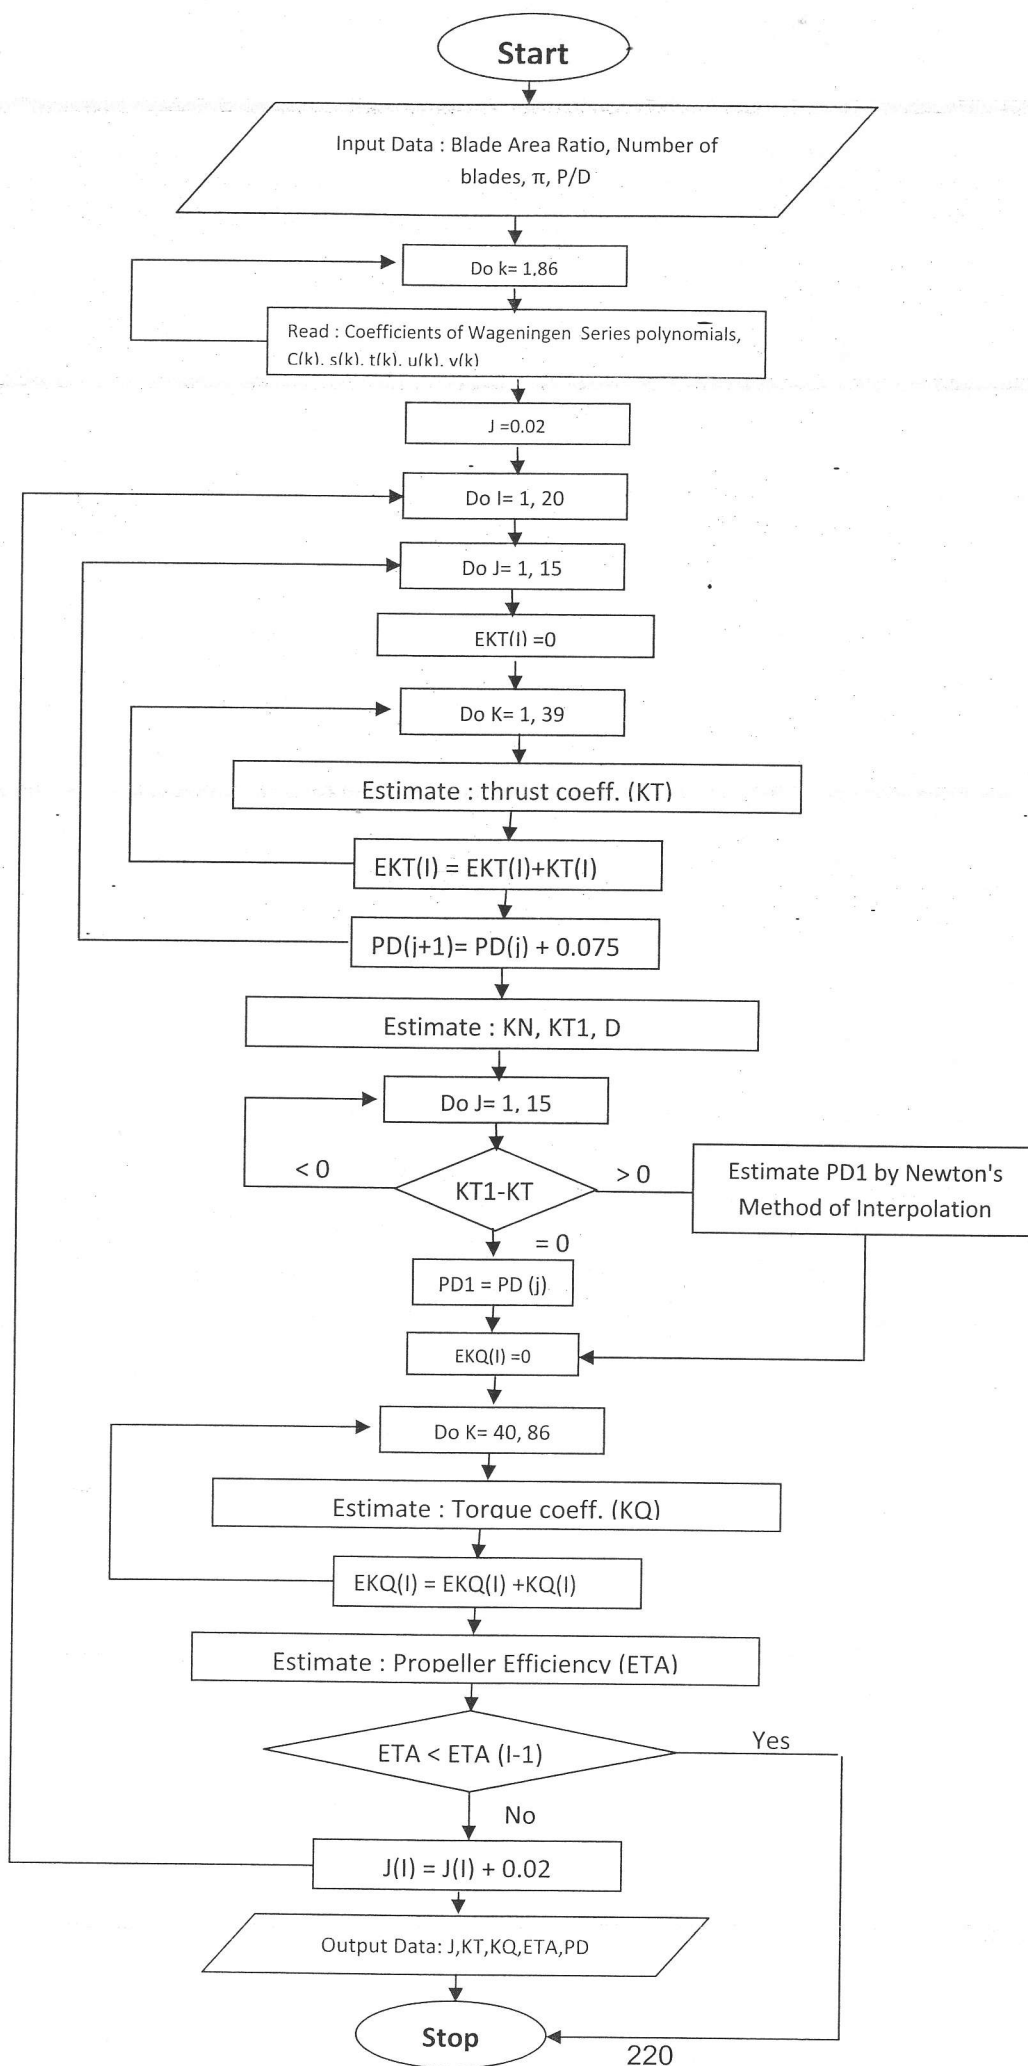 Start
Input Data : Blade Area Ratio, Number of
blades, π, P/D
Do k= 1,86
Read : Coefficients of Wageningen Series polynomials,
C(k), s(k), t(k), u(k), v(k)
J =0.02
Do I= 1, 20
Do J= 1, 15
EKT(I) =0
Do K= 1, 39
Estimate : thrust coeff. (KT)
EKT(I) = EKT(I)+KT(I)
PD(j+1)= PD(j) + 0.075
Estimate : KN, KT1, D
Do J= 1, 15
< 0
KT1-KT
> 0
Estimate PD1 by Newton's
Method of Interpolation
= 0
PD1 = PD (j)
EKQ(I) =0
Do K= 40, 86
Estimate : Torque coeff. (KQ)
EKQ(I) = EKQ(I) +KQ(I)
Estimate : Propeller Efficiency (ETA)
ETA < ETA (I-1)
Yes
No
J(I) = J(I) + 0.02
Output Data: J,KT,KQ,ETA,PD
Stop
220